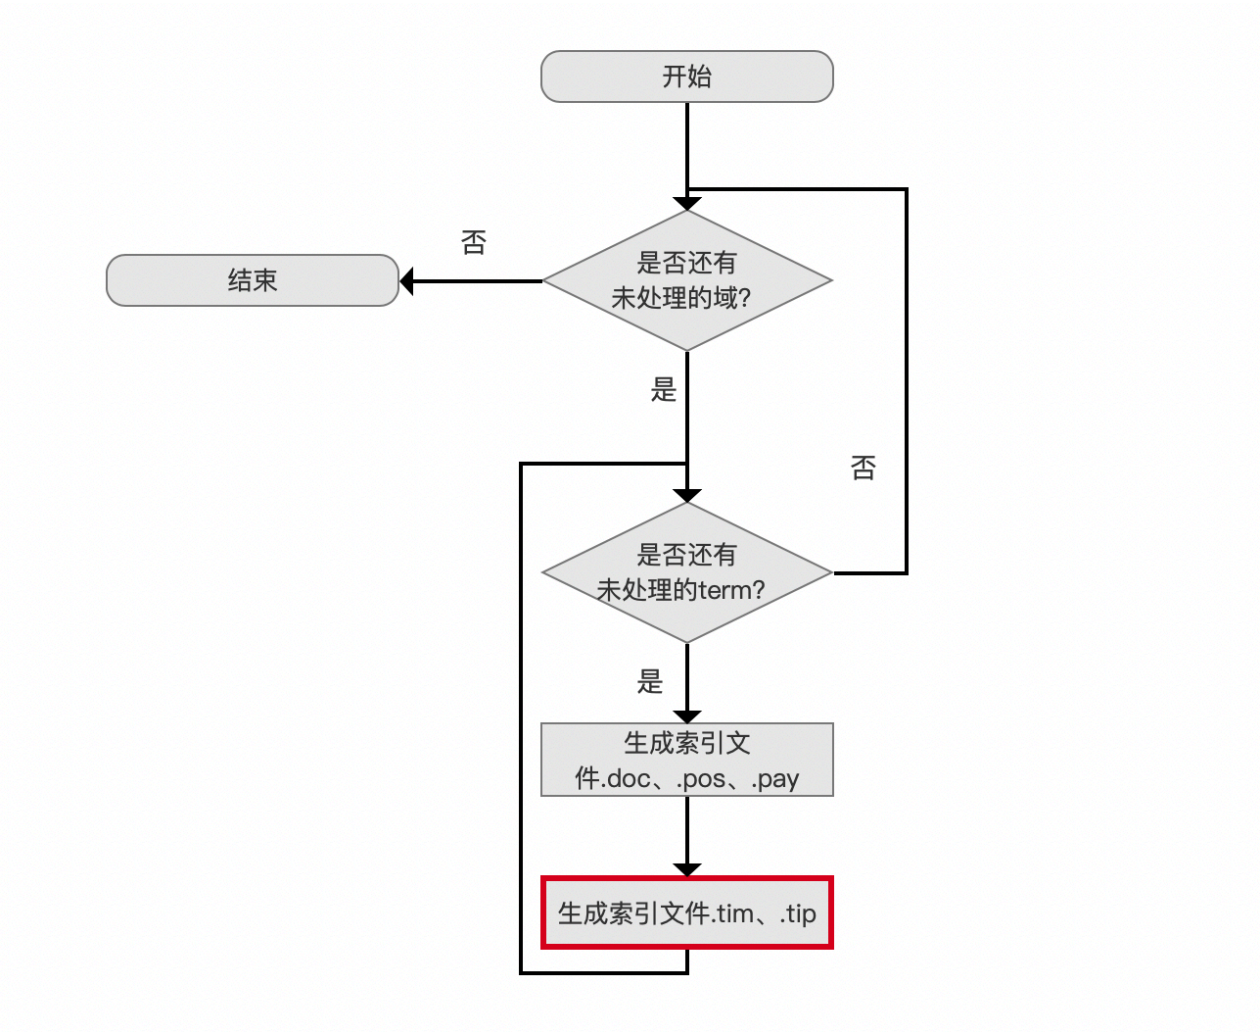 开始
否
结束
是否还有
未处理的域?
是
否
是否还有
未处理的term?
是
生成索引文
件.doc、.pos、.pay
生成索引文件.tim、.tip